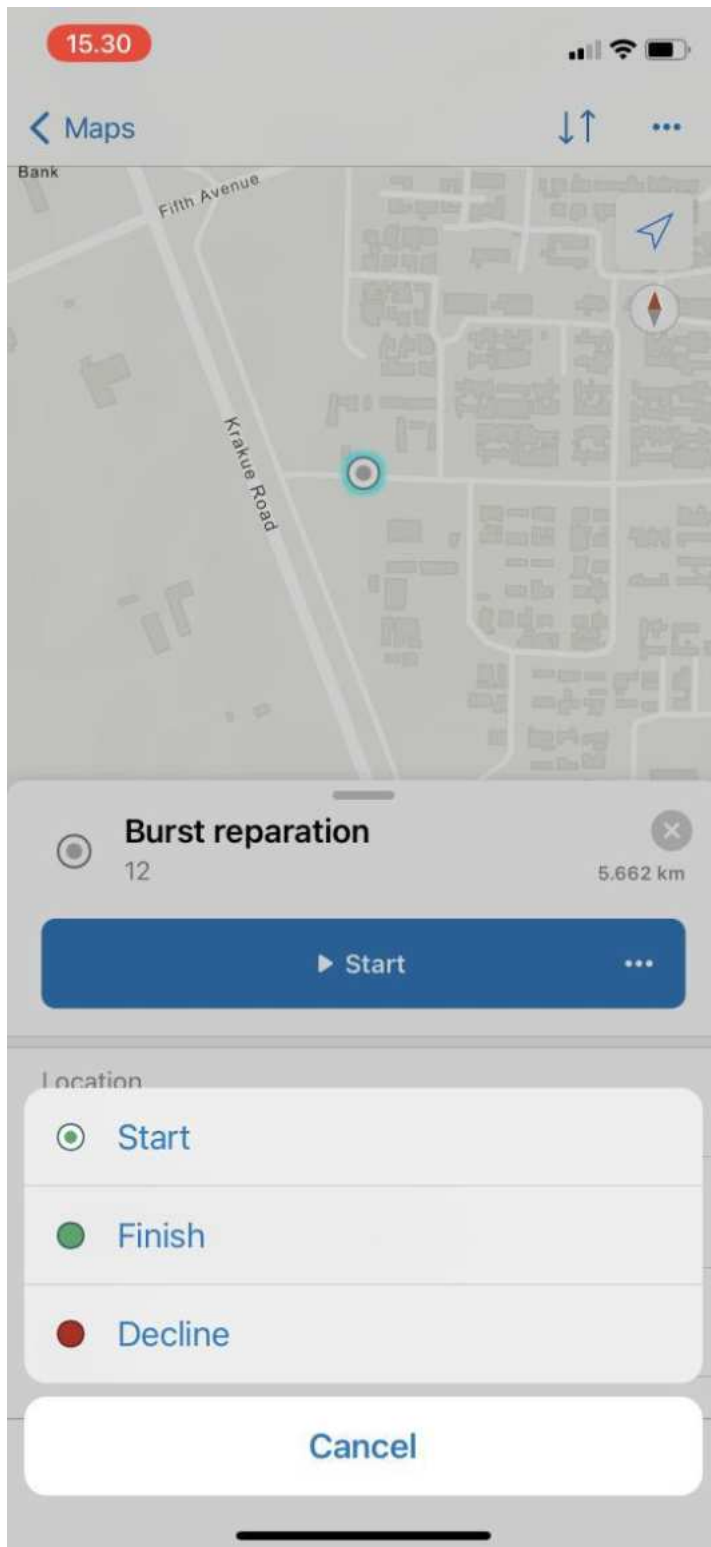 15.30
Maps
Bank
Fifth Avenue
Krakue Road
Burst reparation
12
5.662 km
Start
Location
Start
Finish
Decline
Cancel